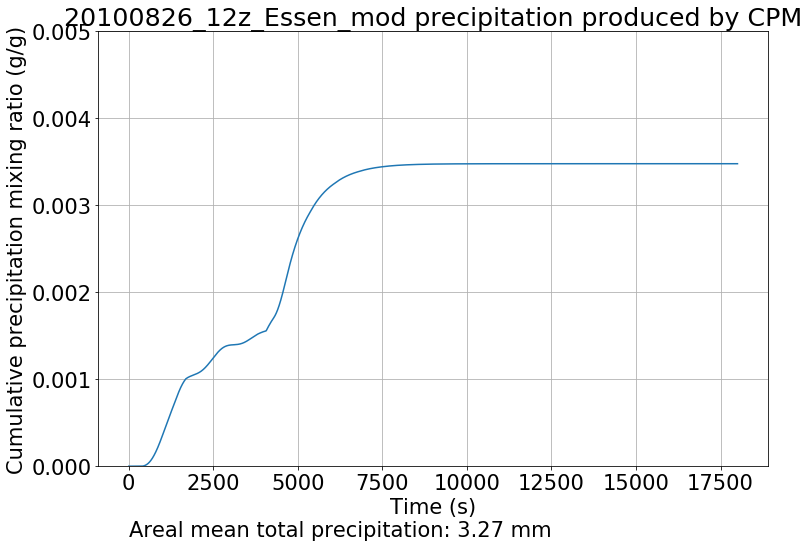 20100826_12z_Essen_mod precipitation produced by CPM
Cumulative precipitation mixing ratio (g/g)
0.005
0.004
0.003
0.002
0.001
0.000
0 2500 5000 7500 10000 12500 15000 17500
Time (s)
Areal mean total precipitation: 3.27 mm